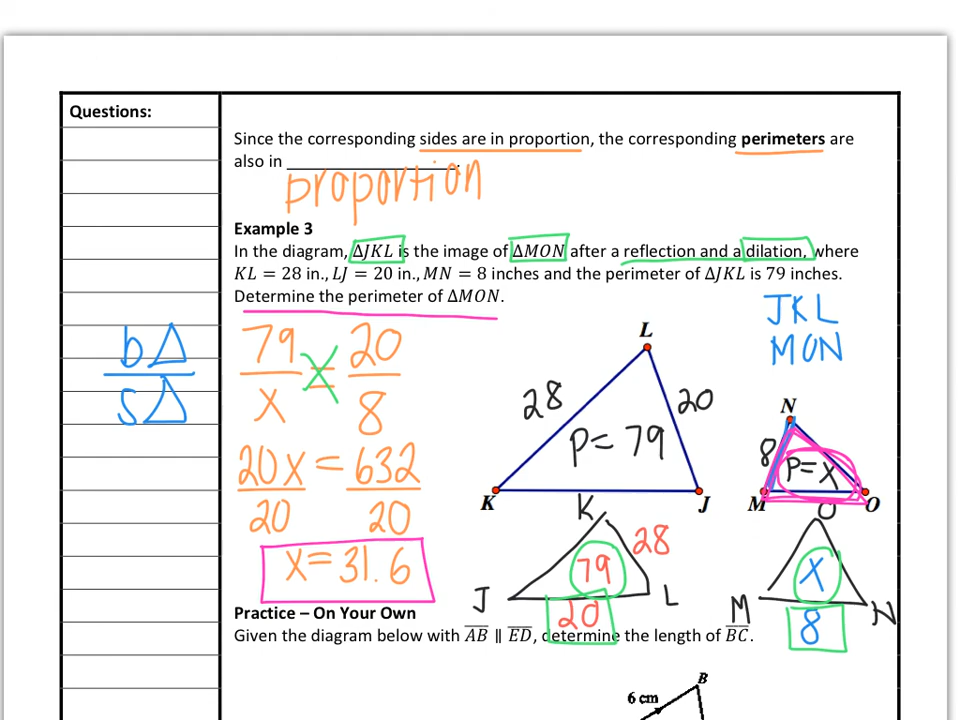 Questions:
Since the corresponding sides are in proportion, the corresponding perimeters are
also in ____________________.
proportion
Example 3
In the diagram, ΔJKL is the image of ΔMON after a reflection and a dilation, where
KL = 28 in., LJ = 20 in., MN = 8 inches and the perimeter of ΔJKL is 79 inches.
Determine the perimeter of ΔMON.
JKL
MON
bΔ
sΔ
79 = 20
x 8
20x = 632
20 20
x = 31.6
L
28
20
P = 79
K
J
N
8
P = x
M
O
K
28
79
J
L
20
O
x
M
N
8
Practice – On Your Own
Given the diagram below with AB ∥ ED, determine the length of BC.
B
6 cm